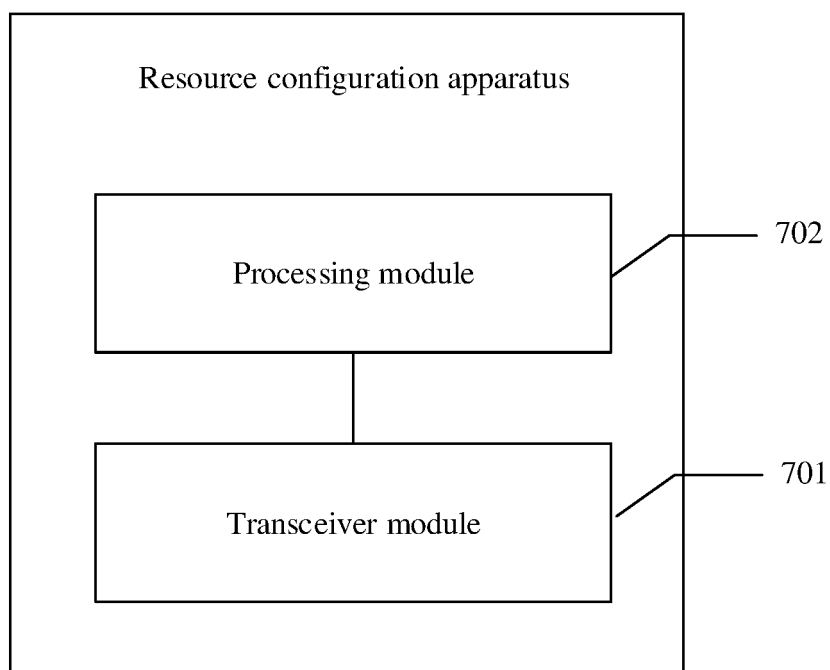 Resource configuration apparatus
702
Processing module
701
Transceiver module